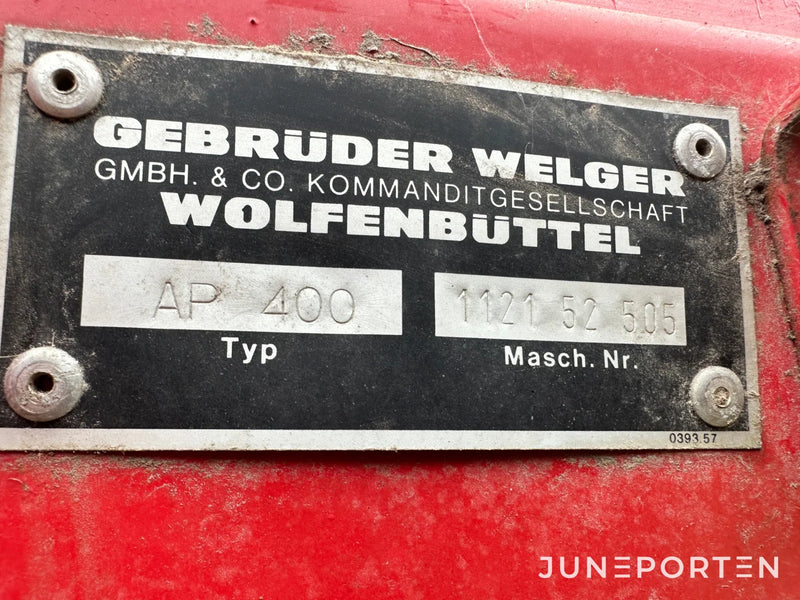 GEBRÜDER WELGER
GMBH. & CO. KOMMANDITGESELLSCHAFT
WOLFENBÜTTEL
AP 400
1121 52 505
Typ
Masch. Nr.
0393.57
JUNEPORTEN